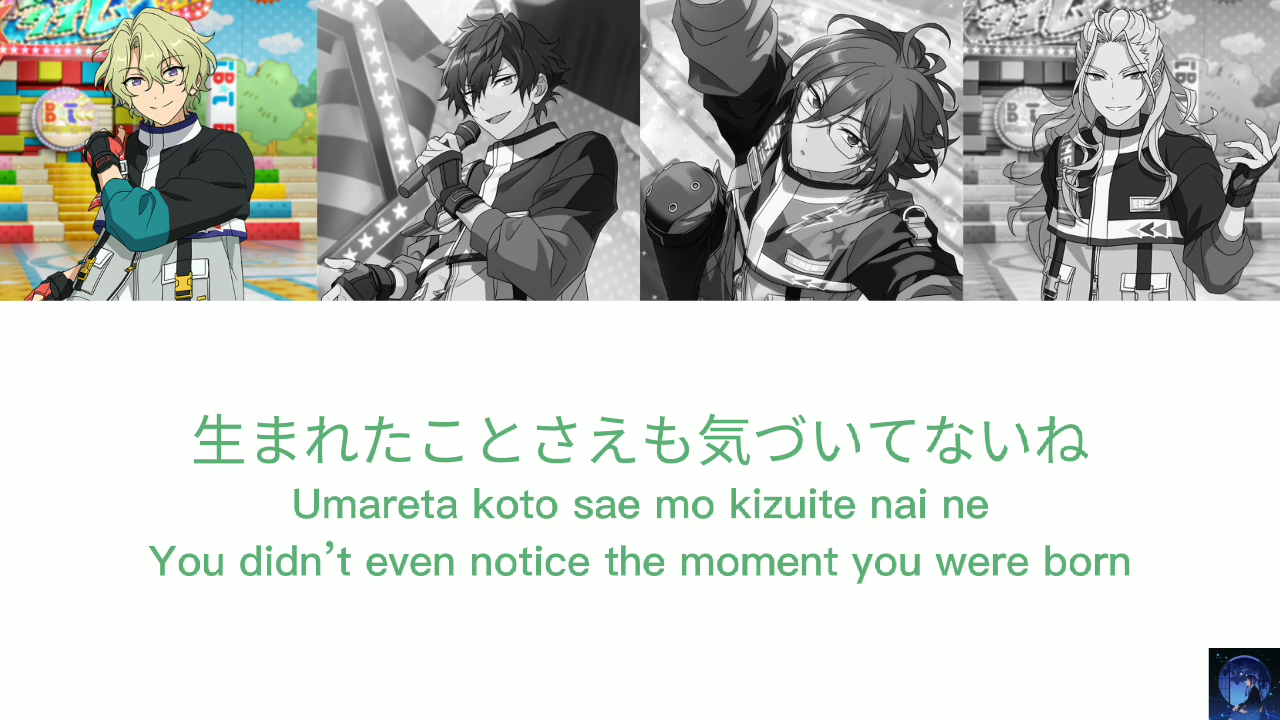 生まれたことさえも気づいてないね
Umareta koto sae mo kizuite nai ne
You didn't even notice the moment you were born